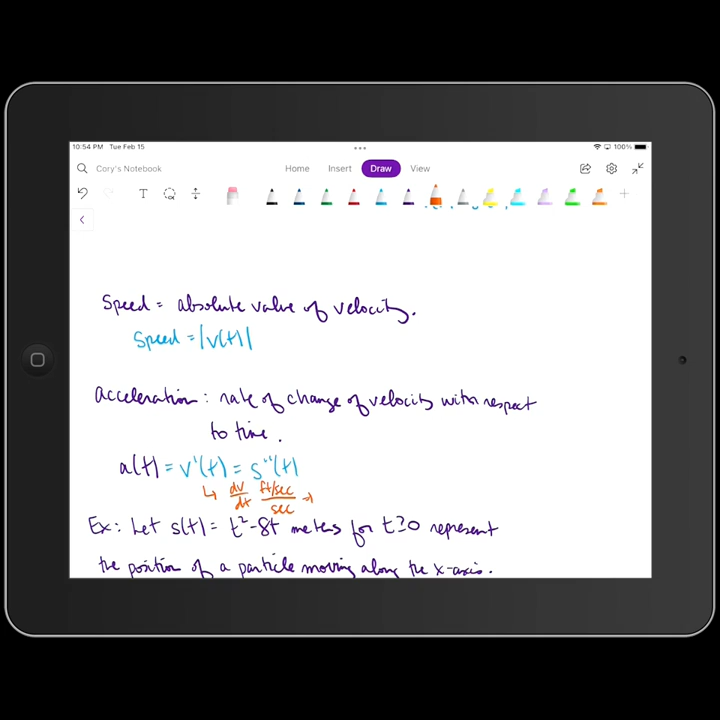 10:54 PM Tue Feb 15
100%
Cory's Notebook
Home Insert Draw View
T
Speed = absolute value of velocity.
Speed = |v(t)|
acceleration: rate of change of velocity with respect
to time.
a(t) = v'(t) = s''(t)
↳ dv/dt ft/sec/sec →
Ex: Let s(t) = t²-8t meters for t≥0 represent
the position of a particle moving along the x-axis.